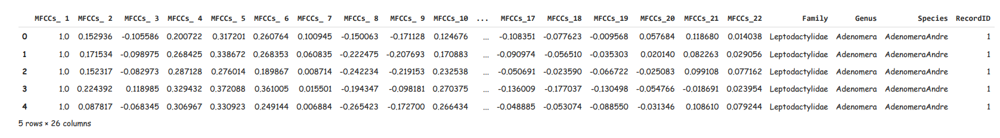 MFCCs_ 1 MFCCs_ 2 MFCCs_ 3 MFCCs_ 4 MFCCs_ 5 MFCCs_ 6 MFCCs_ 7 MFCCs_ 8 MFCCs_ 9 MFCCs_10 ... MFCCs_17 MFCCs_18 MFCCs_19 MFCCs_20 MFCCs_21 MFCCs_22 Family Genus Species RecordID
0 1.0 0.152936 -0.105586 0.200722 0.317201 0.260764 0.100945 -0.150063 -0.171128 0.124676 ... -0.108351 -0.077623 -0.009568 0.057684 0.118680 0.014038 Leptodactylidae Adenomera AdenomeraAndre 1
1 1.0 0.171534 -0.098975 0.268425 0.338672 0.268353 0.060835 -0.222475 -0.207693 0.170883 ... -0.090974 -0.056510 -0.035303 0.020140 0.082263 0.029056 Leptodactylidae Adenomera AdenomeraAndre 1
2 1.0 0.152317 -0.082973 0.287128 0.276014 0.189867 0.008714 -0.242234 -0.219153 0.232538 ... -0.050691 -0.023590 -0.066722 -0.025083 0.099108 0.077162 Leptodactylidae Adenomera AdenomeraAndre 1
3 1.0 0.224392 0.118985 0.329432 0.372088 0.361005 0.015501 -0.194347 -0.098181 0.270375 ... -0.136009 -0.177037 -0.130498 -0.054766 -0.018691 0.023954 Leptodactylidae Adenomera AdenomeraAndre 1
4 1.0 0.087817 -0.068345 0.306967 0.330923 0.249144 0.006884 -0.265423 -0.172700 0.266434 ... -0.048885 -0.053074 -0.088550 -0.031346 0.108610 0.079244 Leptodactylidae Adenomera AdenomeraAndre 1
5 rows × 26 columns